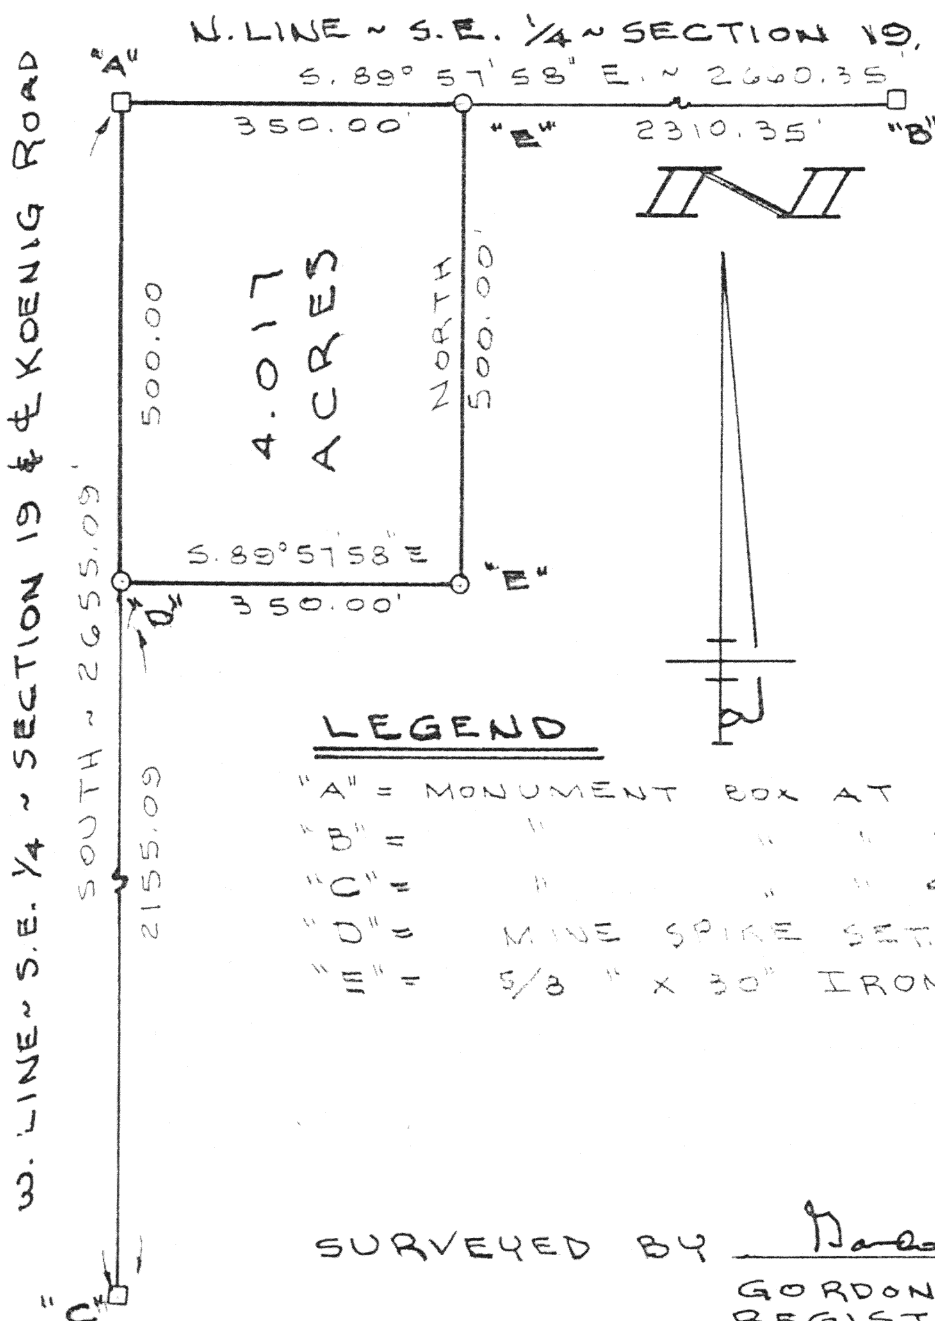 N. LINE ~ S.E. 1/4 ~ SECTION 19,
"A"
S. 89° 57' 58" E. ~ 2660.35'
350.00'
"E"
2310.35'
"B"
N
W. LINE ~ S.E. 1/4 ~ SECTION 19 & ℄ KOENIG ROAD
500.00
4.017
ACRES
NORTH
500.00'
SOUTH ~ 2655.09'
S. 89° 57' 58" E
350.00'
"D"
"E"
2155.09
LEGEND
"A" = MONUMENT BOX AT
"B" = " " "
"C" = " " "
"D" = MINE SPIKE SET
"E" = 5/8 " x 30" IRON
SURVEYED BY
GORDON
REGIST
"C"